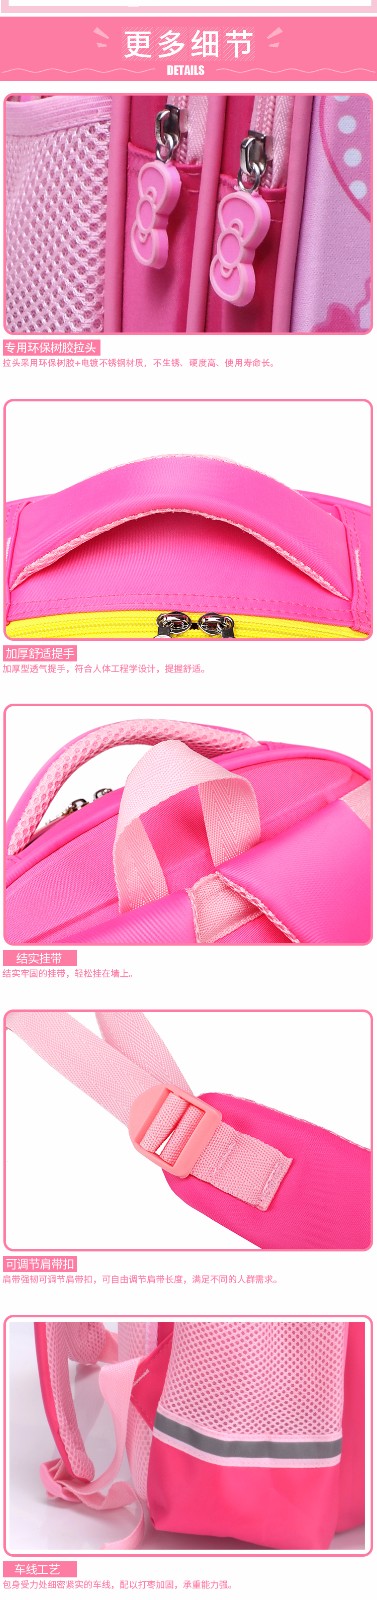 更多细节
DETAILS
专用环保树胶拉头
拉头采用环保树胶+电镀不锈钢材质，不生锈、硬度高、使用寿命长。
加厚舒适提手
加厚型透气提手，符合人体工程学设计，提握舒适。
结实挂带
结实牢固的挂带，轻松挂在墙上。
可调节肩带扣
肩带强韧可调节肩带扣，可自由调节肩带长度，满足不同的人群需求。
车线工艺
包身受力处细密紧实的车线，配以打枣加固，承重能力强。